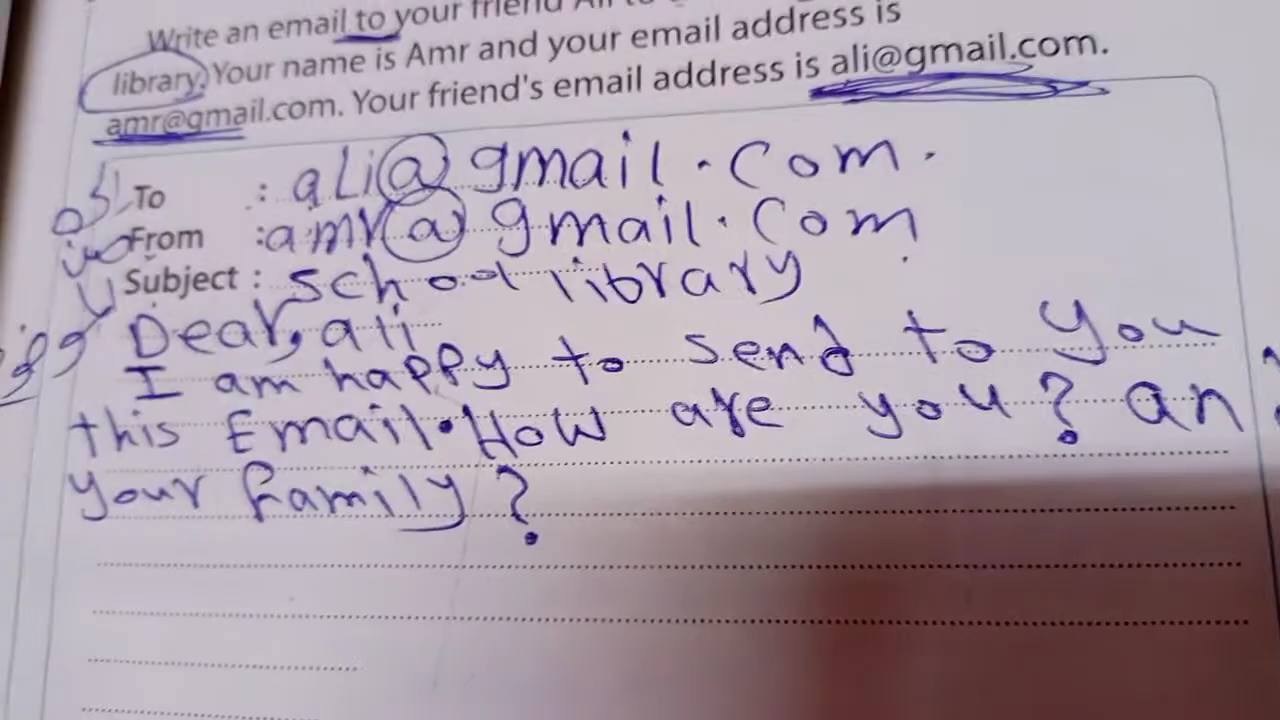 Write an email to your friend Ali to
library. Your name is Amr and your email address is
amr@gmail.com. Your friend's email address is ali@gmail.com.
To : ali@gmail.com.
From : amr@gmail.com
Subject : school library
Dear, ali
I am happy to send to you
this Email. How are you? an
your family?